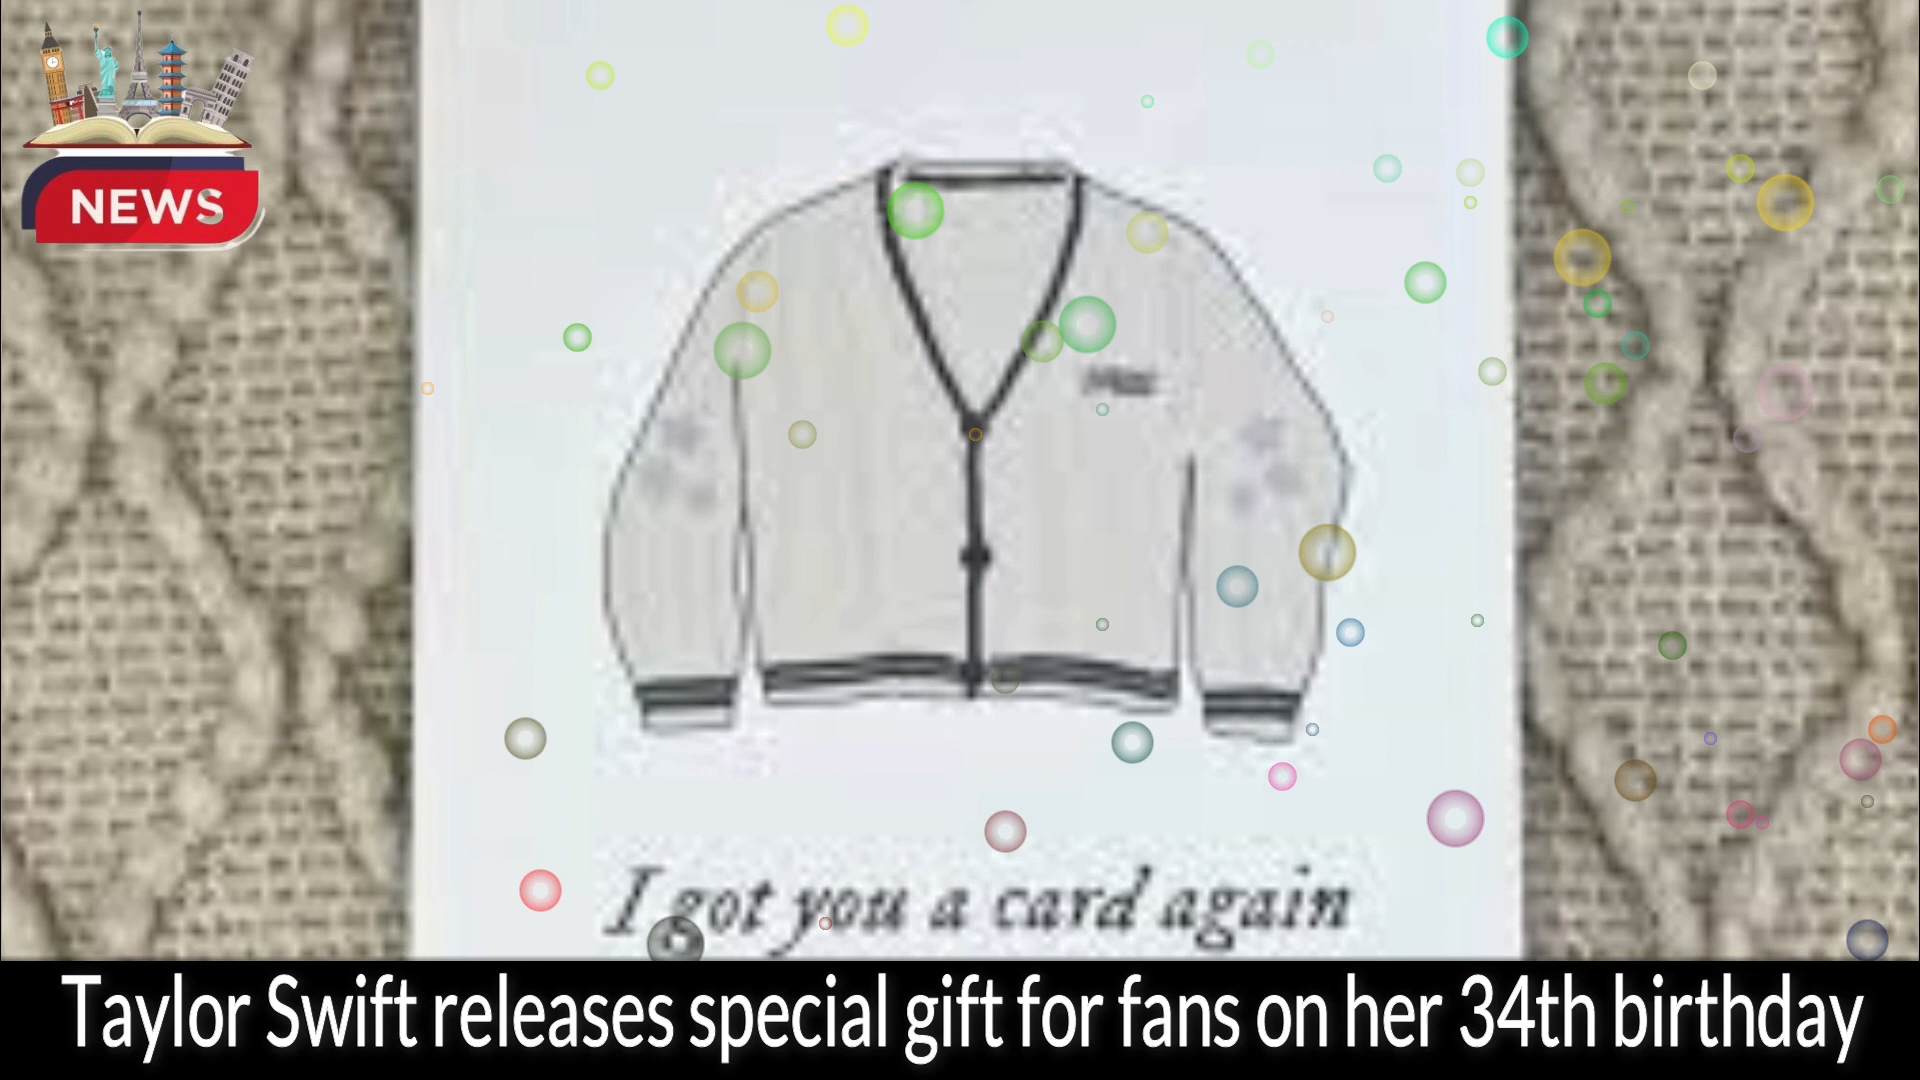 NEWS
I got you a card again
Taylor Swift releases special gift for fans on her 34th birthday